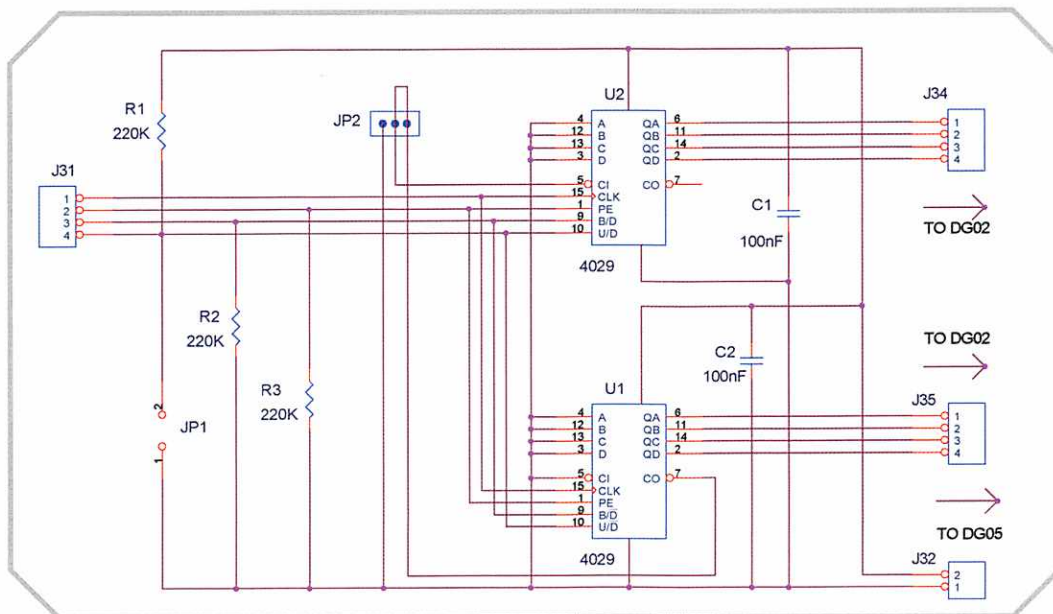 R1
220K
JP2
U2
4 A QA 6
12 B QB 11
13 C QC 14
3 D QD 2
5 CI CO 7
15 CLK
1 PE
9 B/D
10 U/D
4029
J34
1
2
3
4
J31
1
2
3
4
C1
100nF
TO DG02
R2
220K
R3
220K
C2
100nF
TO DG02
2
JP1
1
U1
4 A QA 6
12 B QB 11
13 C QC 14
3 D QD 2
5 CI CO 7
15 CLK
1 PE
9 B/D
10 U/D
4029
J35
1
2
3
4
TO DG05
J32
2
1